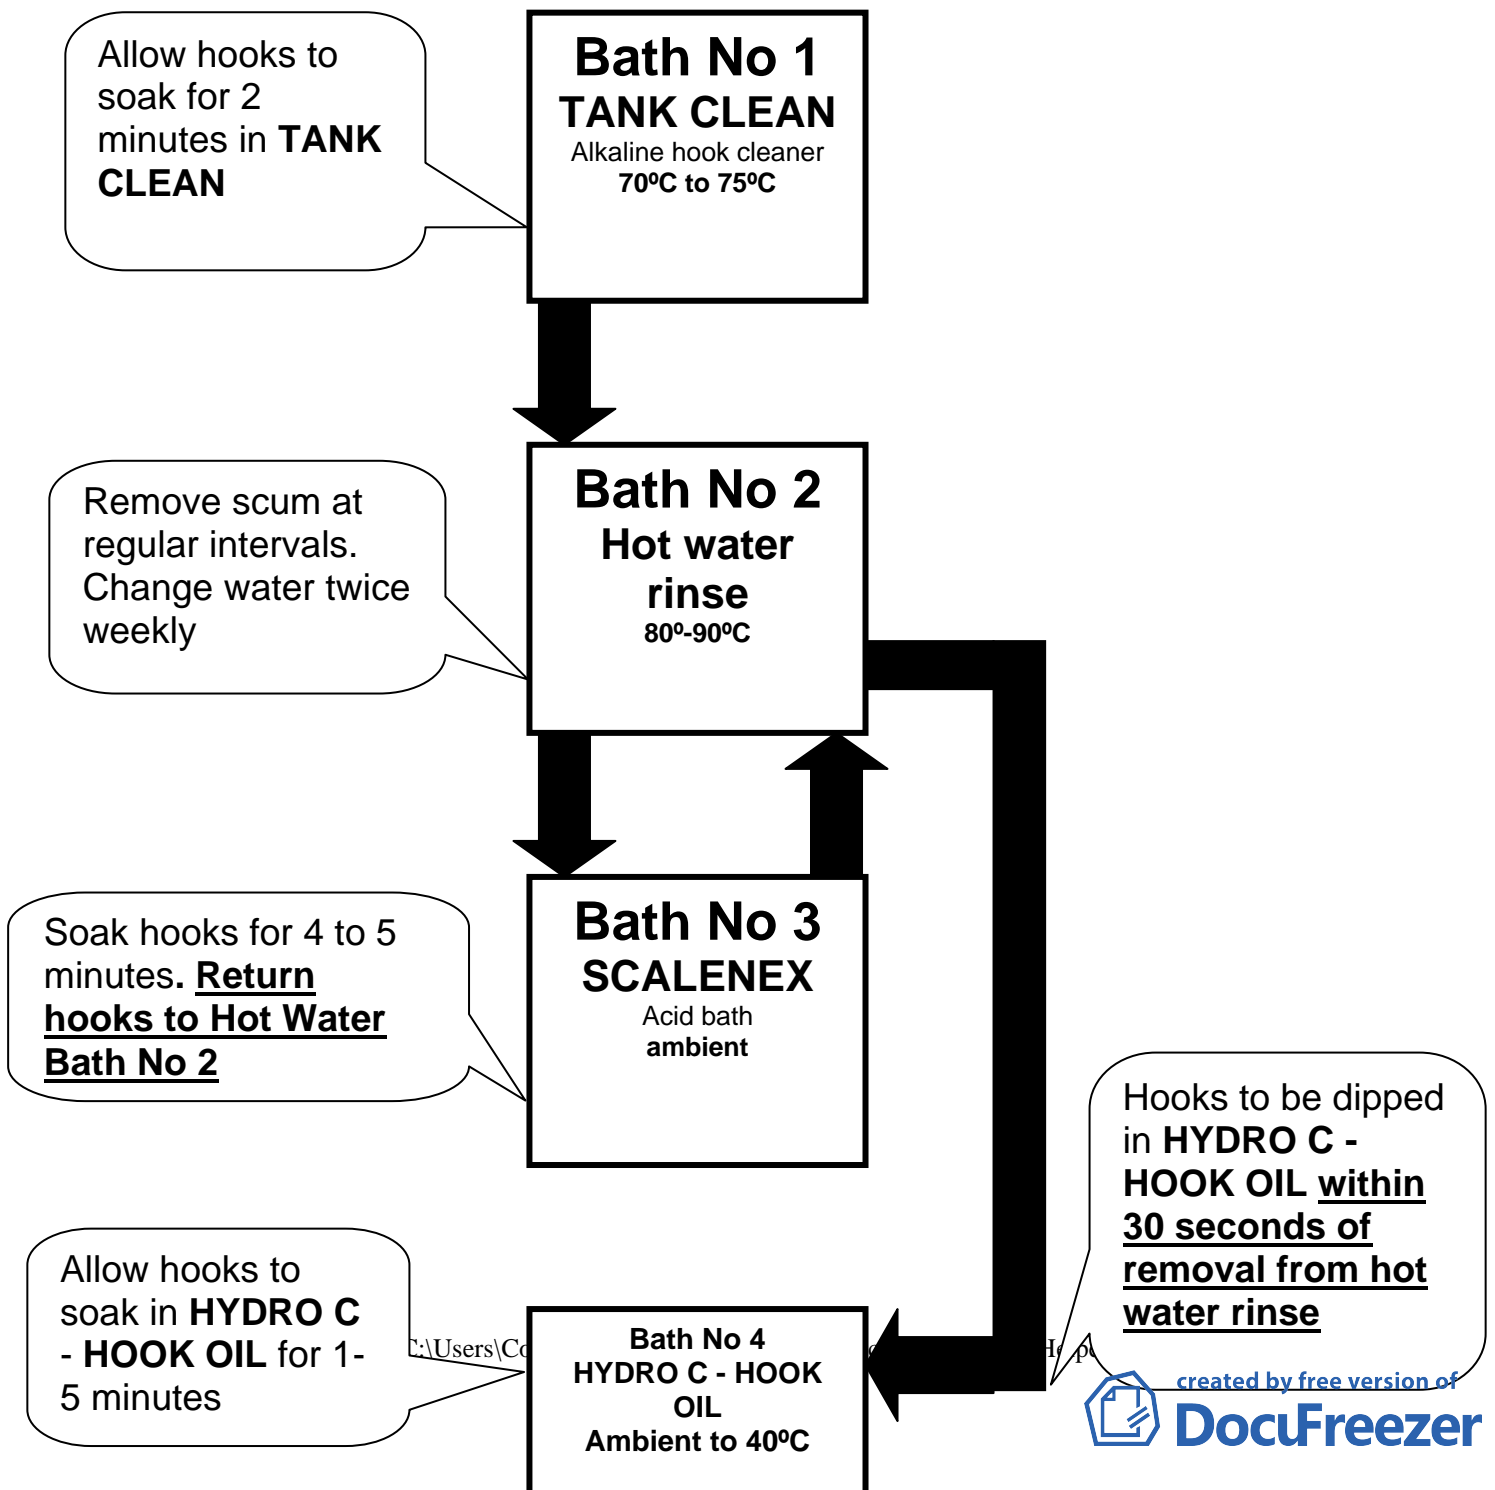 Allow hooks to
soak for 2
minutes in TANK
CLEAN
Bath No 1
TANK CLEAN
Alkaline hook cleaner
70ºC to 75ºC
Remove scum at
regular intervals.
Change water twice
weekly
Bath No 2
Hot water
rinse
80º-90ºC
Soak hooks for 4 to 5
minutes. Return
hooks to Hot Water
Bath No 2
Bath No 3
SCALENEX
Acid bath
ambient
Hooks to be dipped
in HYDRO C -
HOOK OIL within
30 seconds of
removal from hot
water rinse
Allow hooks to
soak in HYDRO C
- HOOK OIL for 1-
5 minutes
Bath No 4
HYDRO C - HOOK
OIL
Ambient to 40ºC
C:\Users\Co
created by free version of
DocuFreezer